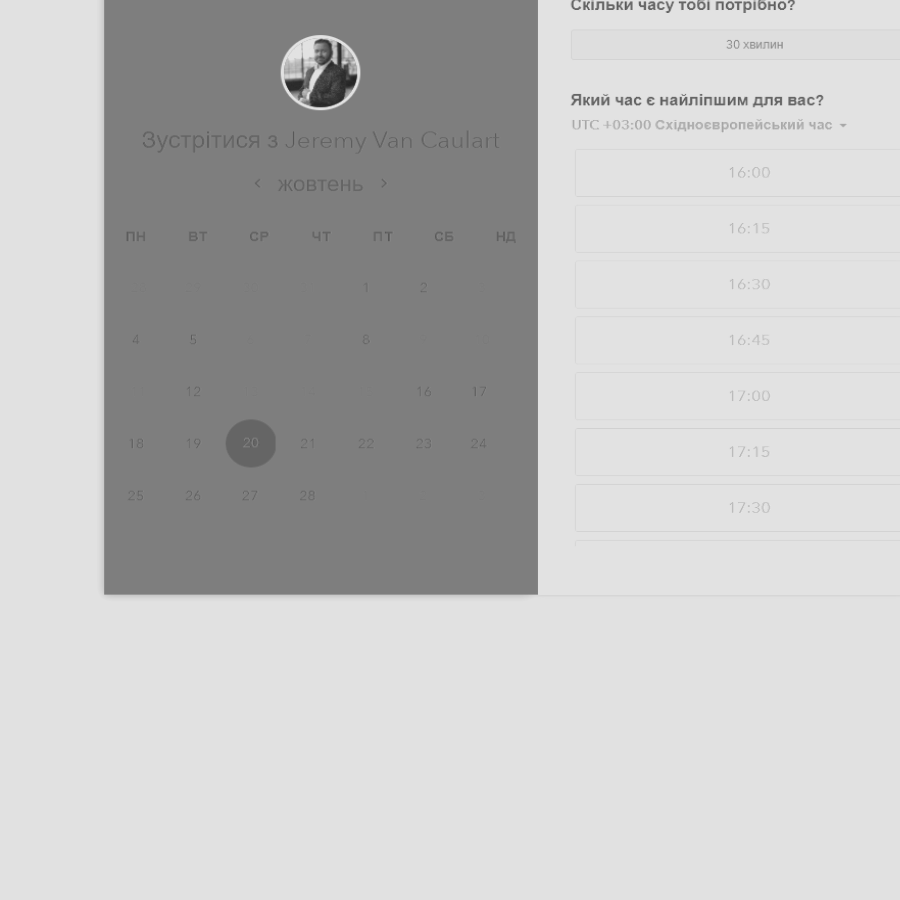 Скільки часу тобі потрібно?
30 хвилин
Який час є найліпшим для вас?
UTC +03:00 Східноєвропейський час
16:00
16:15
16:30
16:45
17:00
17:15
17:30
Зустрітися з Jeremy Van Caulart
жовтень
ПН ВТ СР ЧТ ПТ СБ НД
1 2
4 5 8
12 16 17
18 19 20 21 22 23 24
25 26 27 28